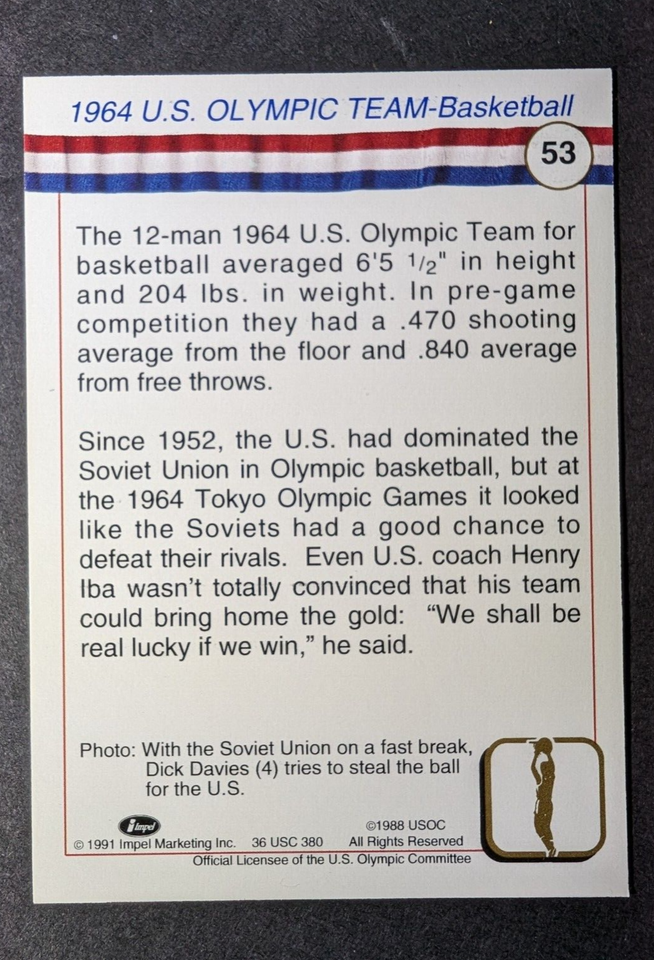 1964 U.S. OLYMPIC TEAM-Basketball
53
The 12-man 1964 U.S. Olympic Team for
basketball averaged 6'5 1/2" in height
and 204 lbs. in weight. In pre-game
competition they had a .470 shooting
average from the floor and .840 average
from free throws.
Since 1952, the U.S. had dominated the
Soviet Union in Olympic basketball, but at
the 1964 Tokyo Olympic Games it looked
like the Soviets had a good chance to
defeat their rivals. Even U.S. coach Henry
Iba wasn't totally convinced that his team
could bring home the gold: “We shall be
real lucky if we win,” he said.
Photo: With the Soviet Union on a fast break,
Dick Davies (4) tries to steal the ball
for the U.S.
impel
©1988 USOC
© 1991 Impel Marketing Inc. 36 USC 380 All Rights Reserved
Official Licensee of the U.S. Olympic Committee